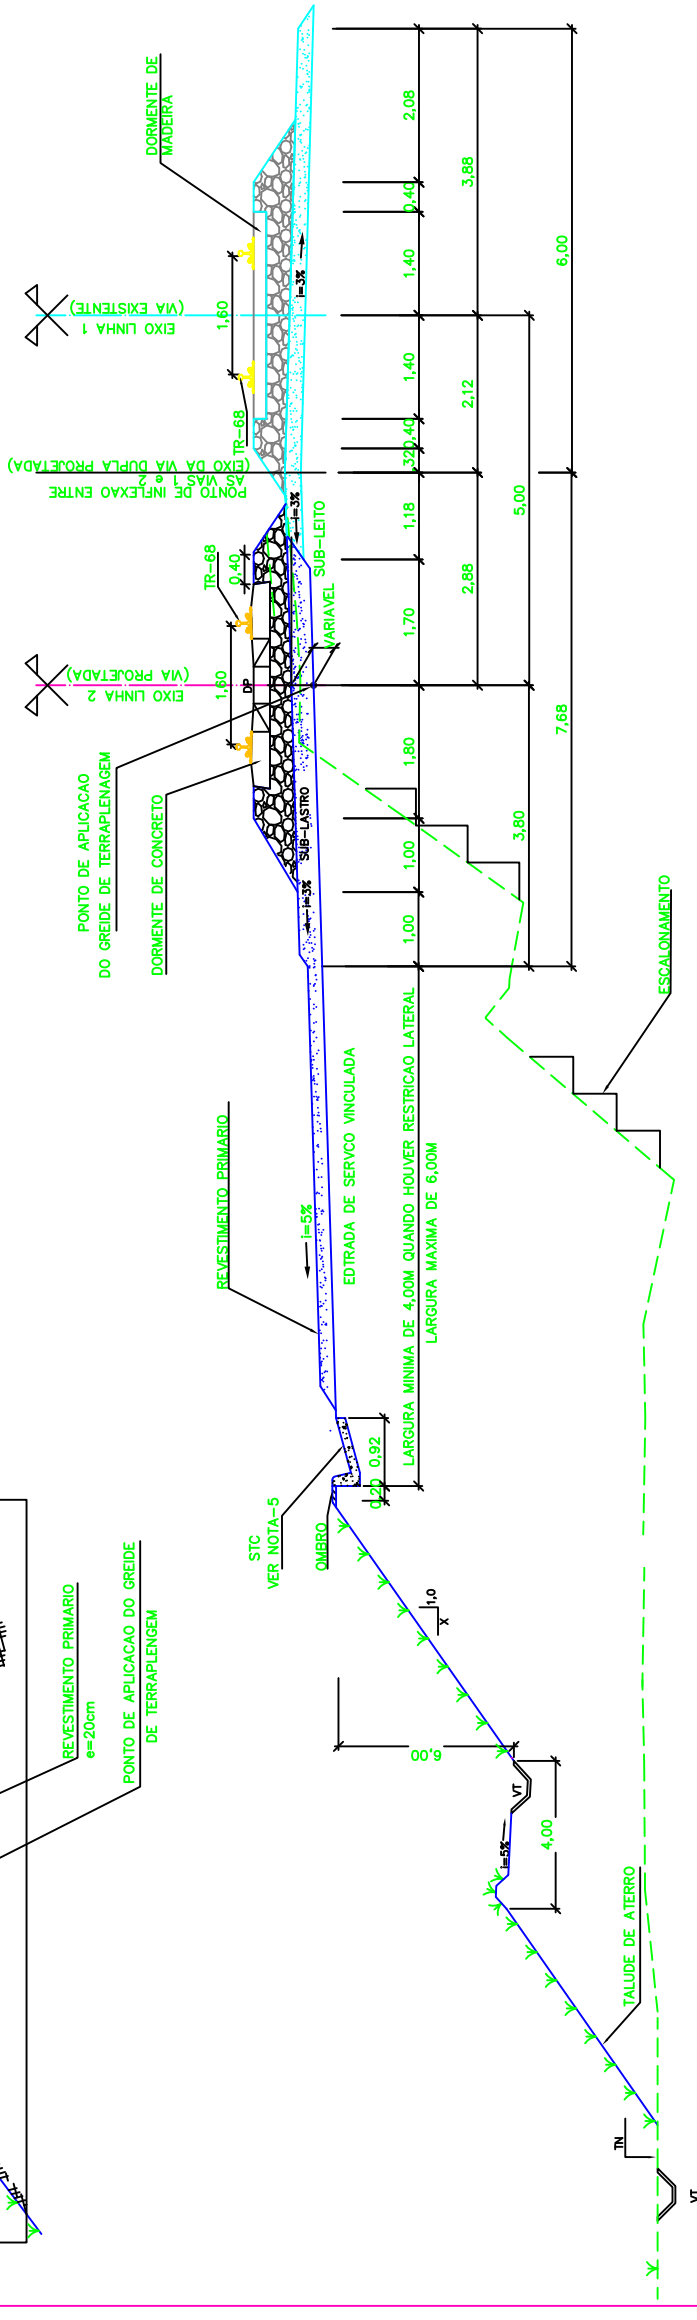 DORMENTE DE
MADEIRA
EIXO LINHA 1
(VIA EXISTENTE)
1,60
TR-68
i=3%
PONTO DE INFLEXAO ENTRE
AS VIAS 1 e 2
(EIXO DA VIA DUPLA PROJETADA)
i=3%
SUB-LEITO
VARIAVEL
TR-68
0,40
1,60
DP
EIXO LINHA 2
(VIA PROJETADA)
PONTO DE APLICACAO
DO GREIDE DE TERRAPLENAGEM
DORMENTE DE CONCRETO
SUB-LASTRO
i=3%
2,08
0,40
1,40
1,40
0,40
32
1,18
1,70
1,80
1,00
1,00
3,88
2,12
2,88
5,00
3,80
6,00
7,68
ESCALONAMENTO
REVESTIMENTO PRIMARIO
i=5%
EDTRADA DE SERVCO VINCULADA
LARGURA MINIMA DE 4,00M QUANDO HOUVER RESTRICAO LATERAL
LARGURA MAXIMA DE 6,00M
STC
VER NOTA-5
OMBRO
0,92
0,20
REVESTIMENTO PRIMARIO
e=20cm
PONTO DE APLICACAO DO GREIDE
DE TERRAPLENGEM
1,0
X
6,00
VT
i=5%
4,00
TALUDE DE ATERRO
TN
VT